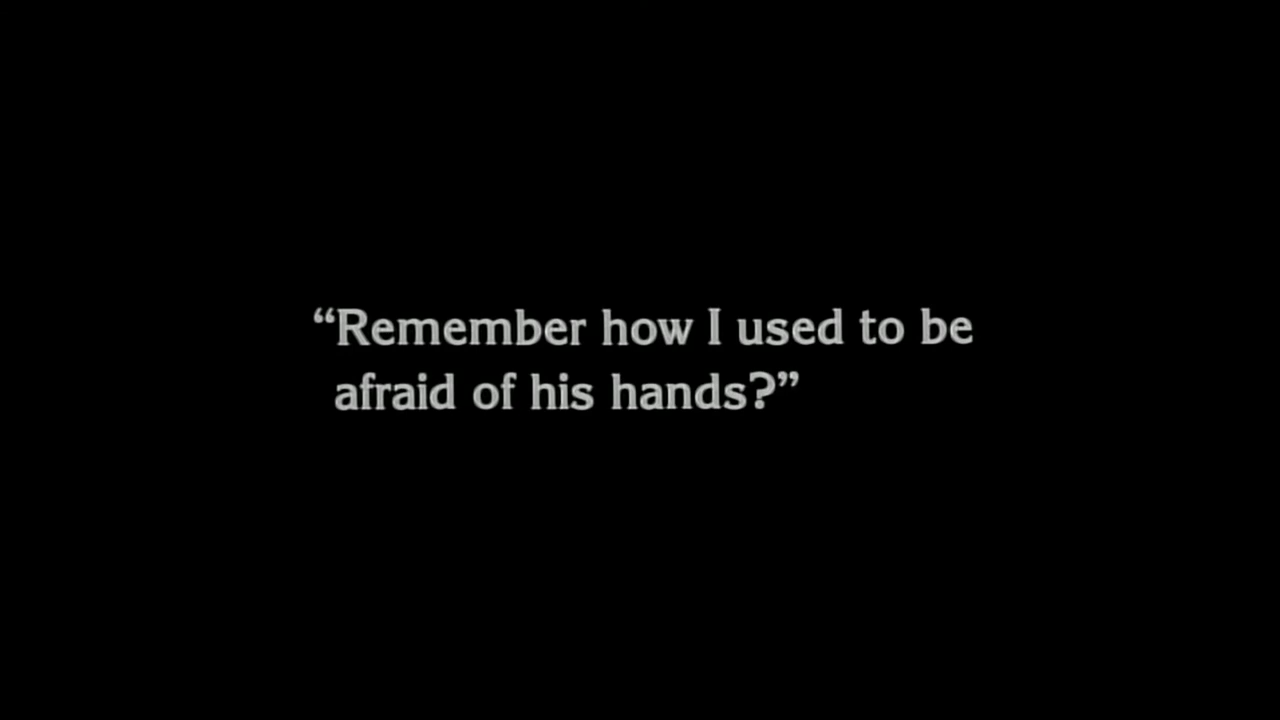 “Remember how I used to be
afraid of his hands?”